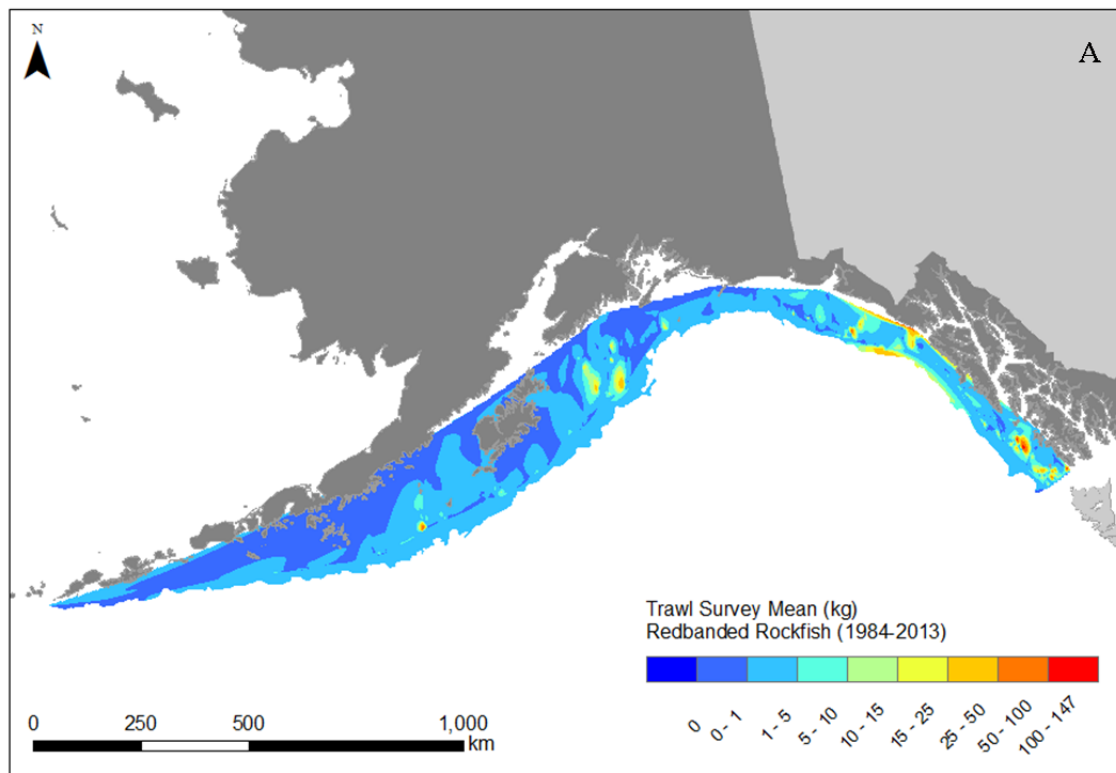 N
A
Trawl Survey Mean (kg)
Redbanded Rockfish (1984-2013)
0
0 - 1
1 - 5
5 - 10
10 - 15
15 - 25
25 - 50
50 - 100
100 - 147
0 250 500 1,000
km